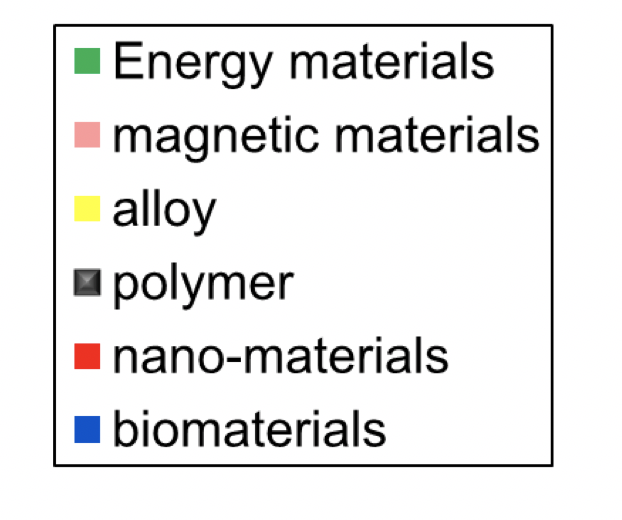 Energy materials
magnetic materials
alloy
polymer
nano-materials
biomaterials